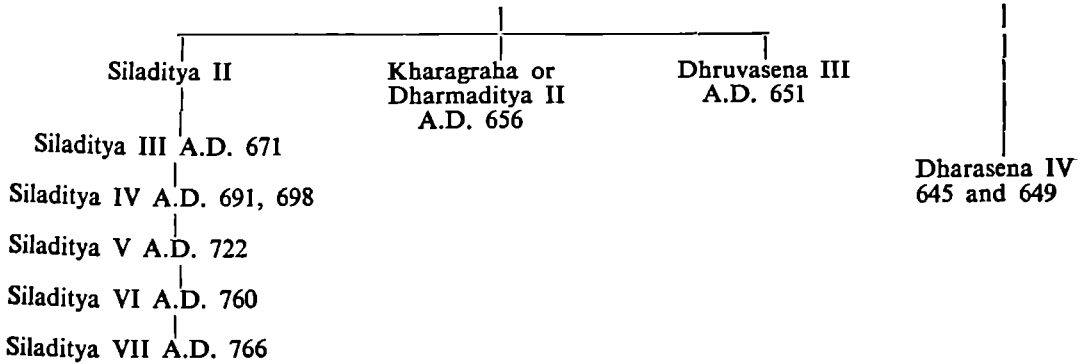 Siladitya II
Kharagraha or
Dharmaditya II
A.D. 656
Dhruvasena III
A.D. 651
Siladitya III A.D. 671
Dharasena IV
645 and 649
Siladitya IV A.D. 691, 698
Siladitya V A.D. 722
Siladitya VI A.D. 760
Siladitya VII A.D. 766